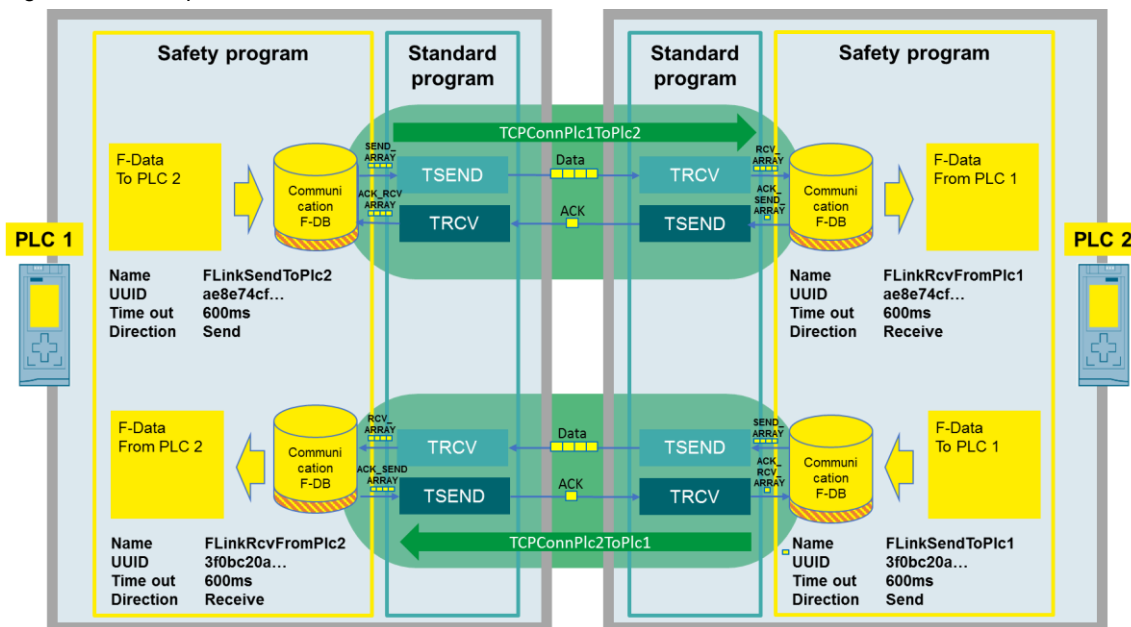 Safety program
Standard
program
Standard
program
Safety program
TCPConnPlc1ToPlc2
F-Data
To PLC 2
Communi
cation
F-DB
SEND_
ARRAY
ACK_RCV
ARRAY
TSEND
TRCV
Data
ACK
TRCV
TSEND
RCV_
ARRAY
ACK_
SEND_
ARRAY
Communi
cation
F-DB
F-Data
From PLC 1
PLC 1
PLC 2
Name FLinkSendToPlc2
UUID ae8e74cf...
Time out 600ms
Direction Send
Name FLinkRcvFromPlc1
UUID ae8e74cf...
Time out 600ms
Direction Receive
F-Data
From PLC 2
Communi
cation
F-DB
RCV_
ARRAY
ACK_SEND
ARRAY
TRCV
TSEND
Data
ACK
TSEND
TRCV
SEND_
ARRAY
ACK_
RCV_
ARRAY
Communi
cation
F-DB
F-Data
To PLC 1
TCPConnPlc2ToPlc1
Name FLinkRcvFromPlc2
UUID 3f0bc20a...
Time out 600ms
Direction Receive
Name FLinkSendToPlc1
UUID 3f0bc20a...
Time out 600ms
Direction Send